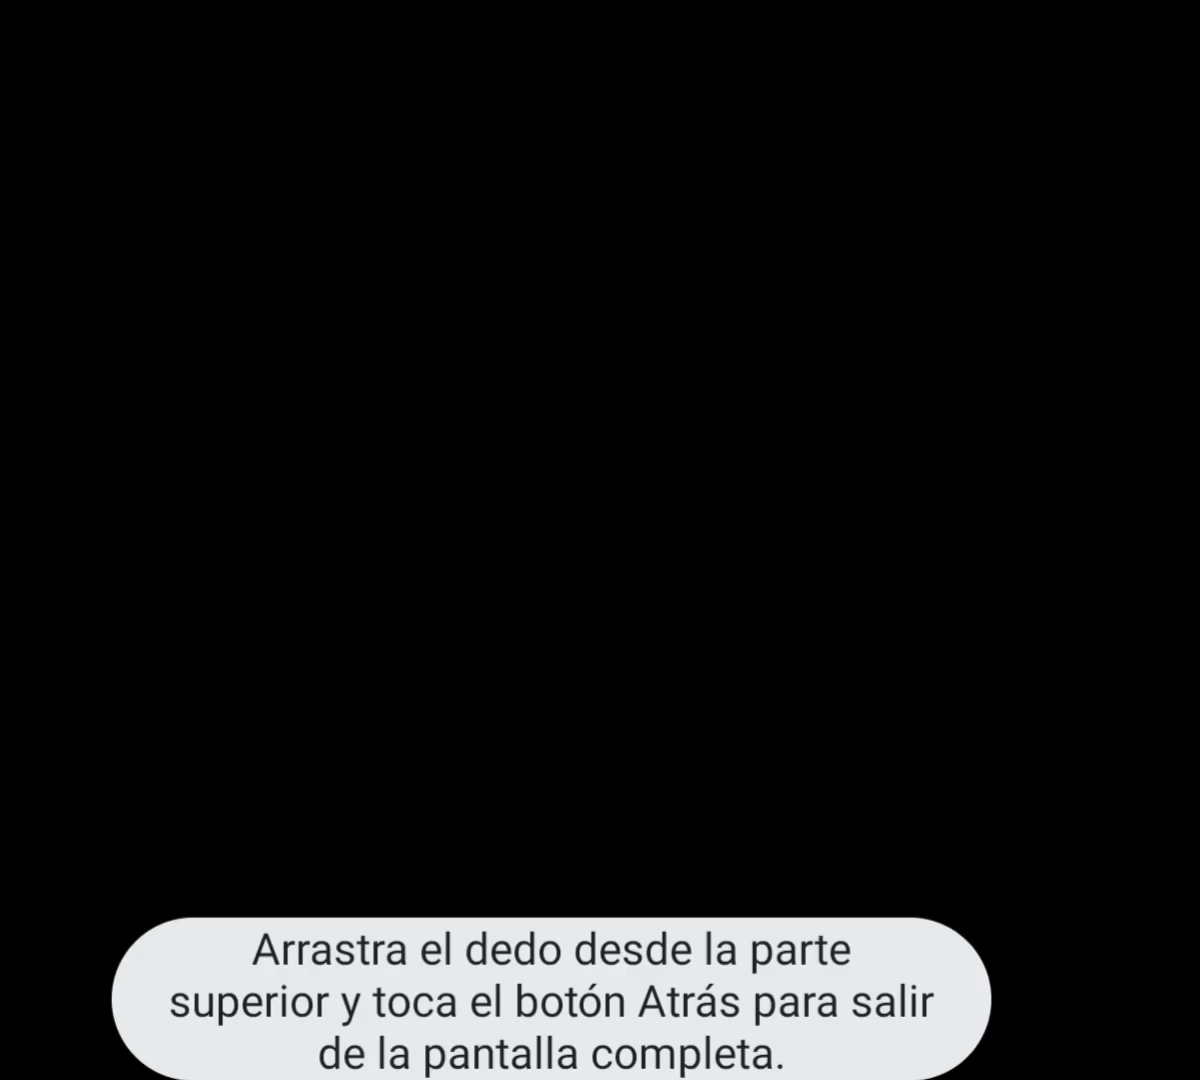 Arrastra el dedo desde la parte
superior y toca el botón Atrás para salir
de la pantalla completa.